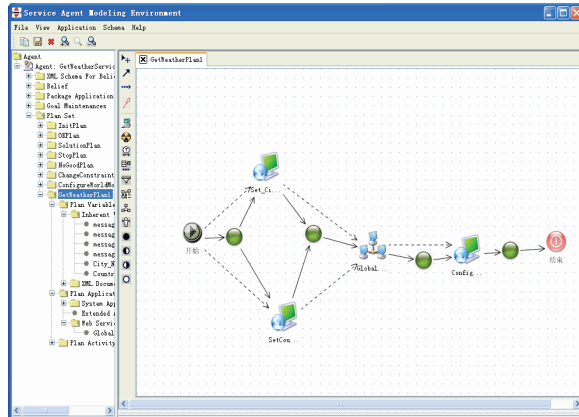 Service Agent Modeling Environment
File View Application Schema Help
Agent
Agent: GetWeatherServic
XML Schema For Beli
Belief
Package Application
Goal Maintenances
Plan Set
InitPlan
OKPlan
SolutionPlan
StopPlan
NoGoodPlan
ChangeConstraint
ConfigureWorldMo
GetWeatherPlan1
Plan Variable
Inherent V
messag
messag
messag
messag
City_N
Countr
XML Docume
Plan Applicat
System App
Extended A
Web Servic
Global
Plan Activity
GetWeatherPlan1
Set_Ci...
开始
Global...
Config...
结束
SetCon...